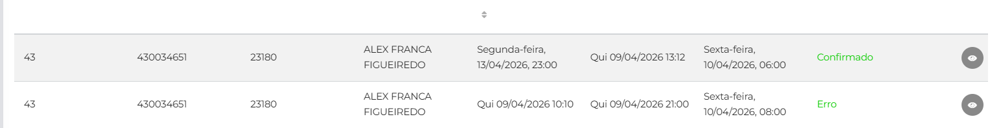 43 430034651 23180 ALEX FRANCA FIGUEIREDO Segunda-feira, 13/04/2026, 23:00 Qui 09/04/2026 13:12 Sexta-feira, 10/04/2026, 06:00 Confirmado
43 430034651 23180 ALEX FRANCA FIGUEIREDO Qui 09/04/2026 10:10 Qui 09/04/2026 21:00 Sexta-feira, 10/04/2026, 08:00 Erro